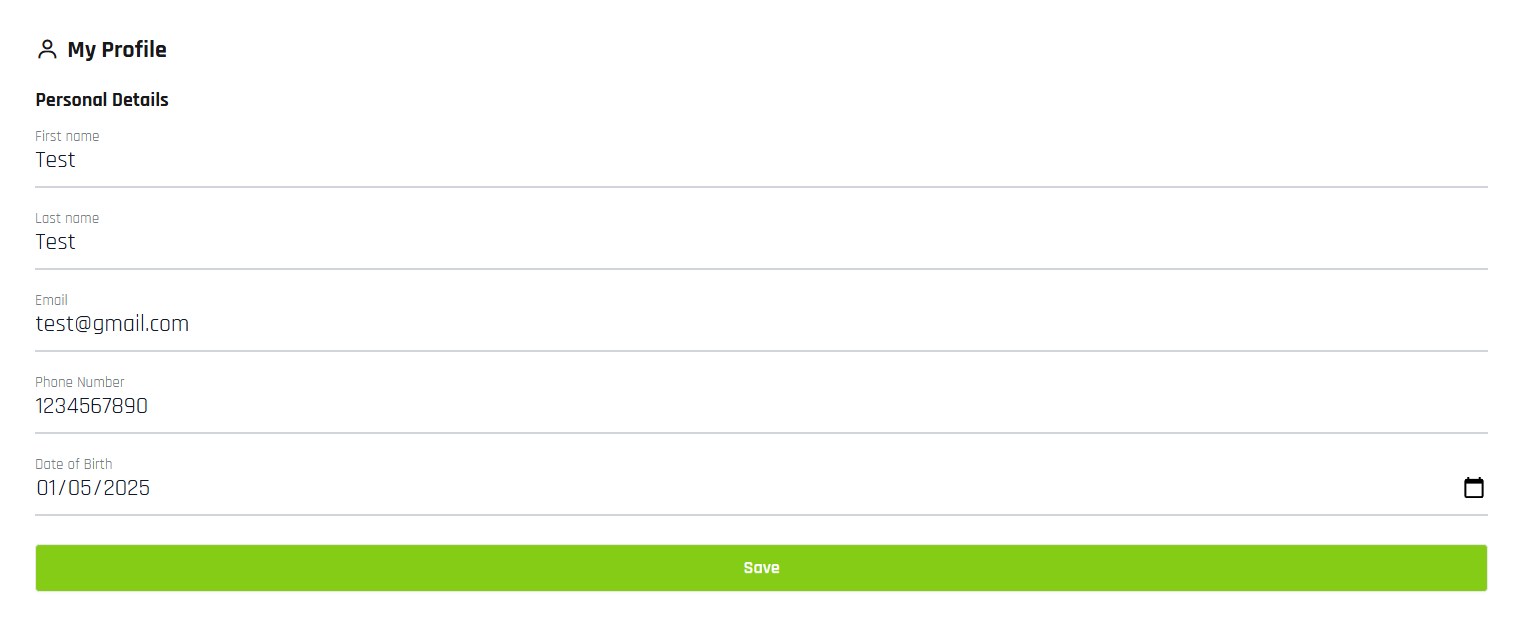 My Profile
Personal Details
First name
Test
Last name
Test
Email
test@gmail.com
Phone Number
1234567890
Date of Birth
01/05/2025
Save